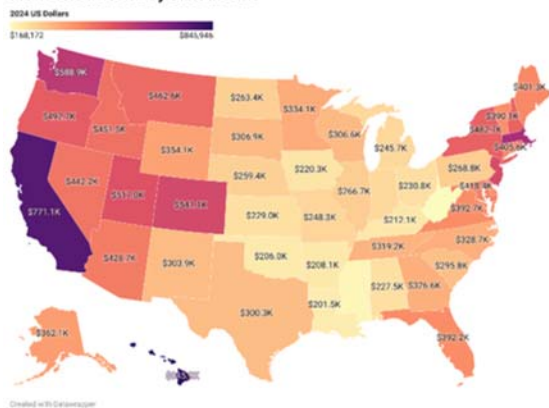 2024 US Dollars
$168,172
$845,946
$588.9K
$462.6K
$263.4K
$334.1K
$401.3K
$390.1K
$497.7K
$451.5K
$354.1K
$306.9K
$306.6K
$245.7K
$482.7K
$405.6K
$259.4K
$220.3K
$268.8K
$771.1K
$442.2K
$229.0K
$248.3K
$266.7K
$230.8K
$392.7K
$212.1K
$428.7K
$303.9K
$206.0K
$208.1K
$319.2K
$328.7K
$295.8K
$300.3K
$201.5K
$227.5K
$376.6K
$362.1K
$392.2K
Created with Datawrapper